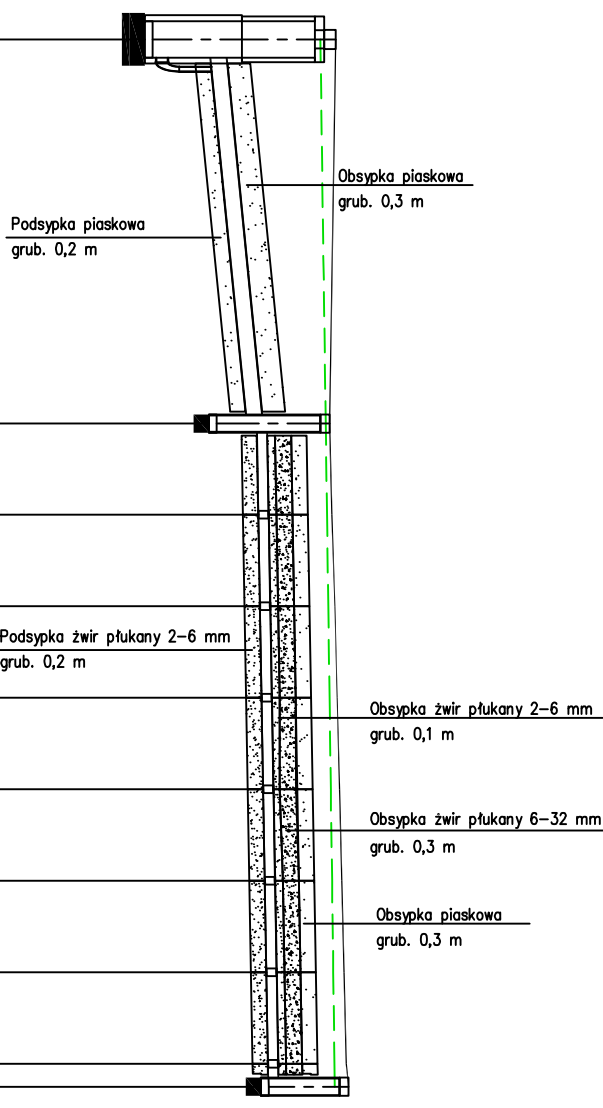 Obsypka piaskowa
grub. 0,3 m
Podsypka piaskowa
grub. 0,2 m
Podsypka żwir płukany 2-6 mm
grub. 0,2 m
Obsypka żwir płukany 2-6 mm
grub. 0,1 m
Obsypka żwir płukany 6-32 mm
grub. 0,3 m
Obsypka piaskowa
grub. 0,3 m